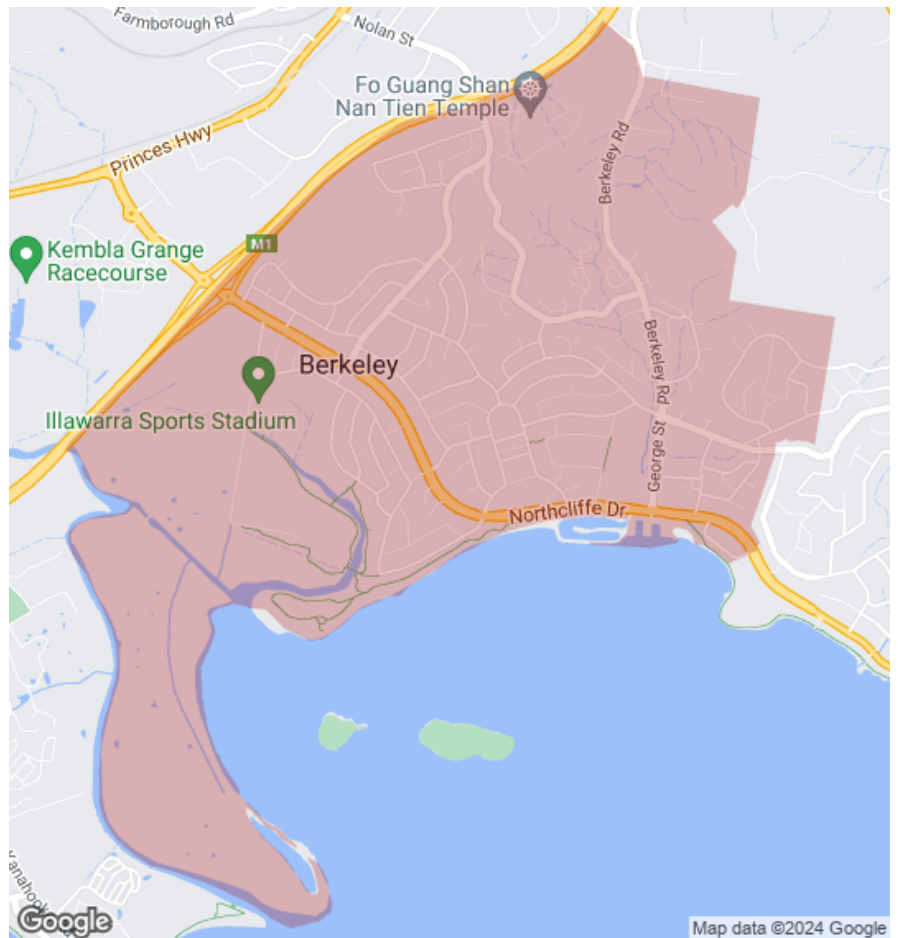 Farmborough Rd
Nolan St
Fo Guang Shan
Nan Tien Temple
Princes Hwy
Berkeley Rd
M1
Kembla Grange
Racecourse
Berkeley
Berkeley Rd
Illawarra Sports Stadium
George St
Northcliffe Dr
Google
Map data ©2024 Google